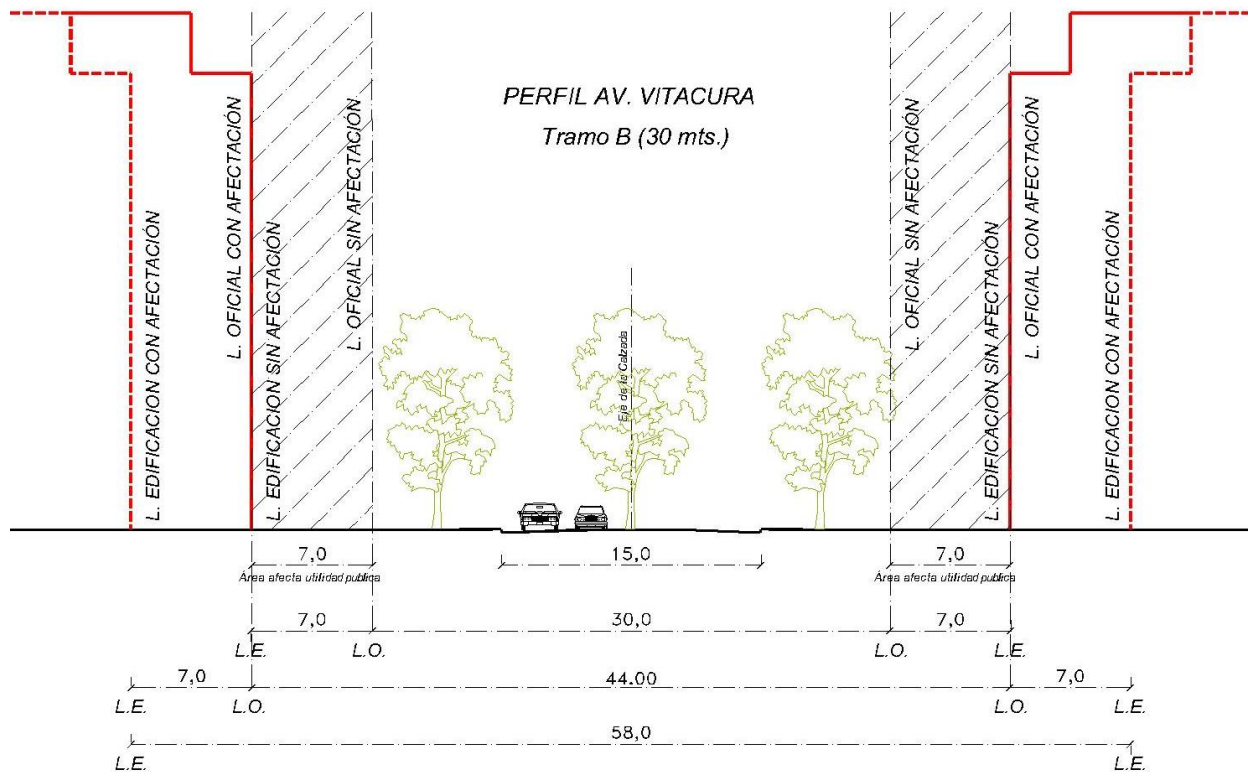 PERFIL AV. VITACURA
Tramo B (30 mts.)
L. EDIFICACION CON AFECTACIÓN
L. OFICIAL CON AFECTACIÓN
L. EDIFICACION SIN AFECTACIÓN
L. OFICIAL SIN AFECTACIÓN
Eje de la Calzada
L. OFICIAL SIN AFECTACIÓN
L. EDIFICACION SIN AFECTACIÓN
L. OFICIAL CON AFECTACIÓN
L. EDIFICACION CON AFECTACIÓN
7,0 15,0 7,0
Área afecta utilidad publica Área afecta utilidad publica
7,0 30,0 7,0
L.E. L.O. L.O. L.E.
7,0 44.00 7,0
L.E. L.O. L.O. L.E.
58,0
L.E. L.E.